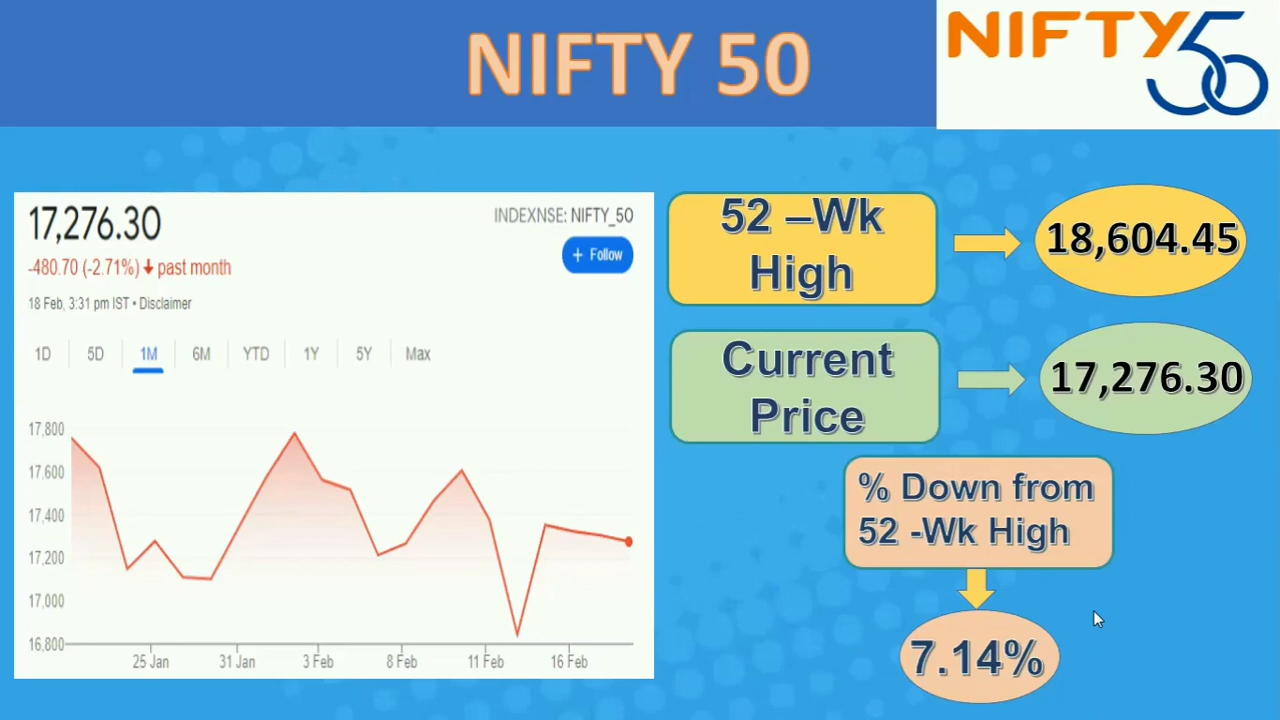 NIFTY 50
NIFTY 50
17,276.30
INDEXNSE: NIFTY_50
-480.70 (-2.71%) past month
+ Follow
18 Feb, 3:31 pm IST • Disclaimer
1D 5D 1M 6M YTD 1Y 5Y Max
17,800
17,600
17,400
17,200
17,000
16,800
25 Jan 31 Jan 3 Feb 8 Feb 11 Feb 16 Feb
52 –Wk
High
18,604.45
Current
Price
17,276.30
% Down from
52 -Wk High
7.14%